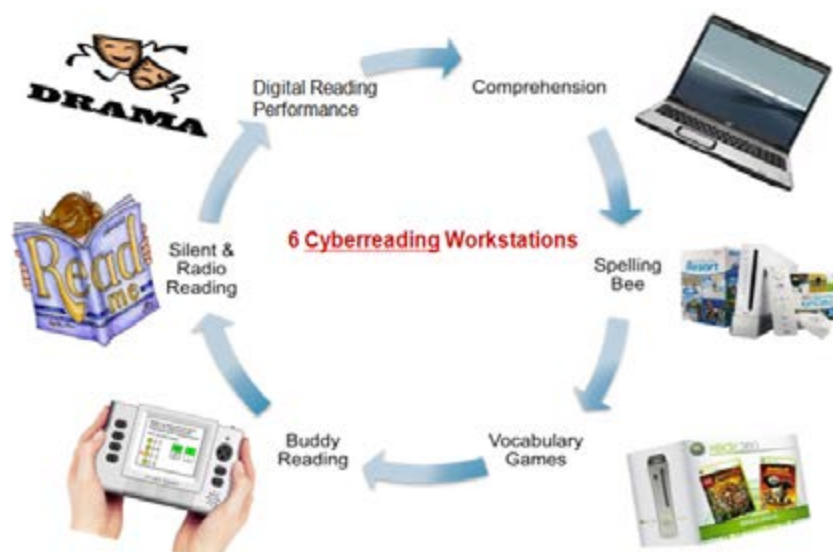 DRAMA
Digital Reading
Performance
Comprehension
6 Cyberreading Workstations
Silent &
Radio
Reading
Read
me
Spelling
Bee
Resort
Buddy
Reading
Vocabulary
Games
XBOX 360